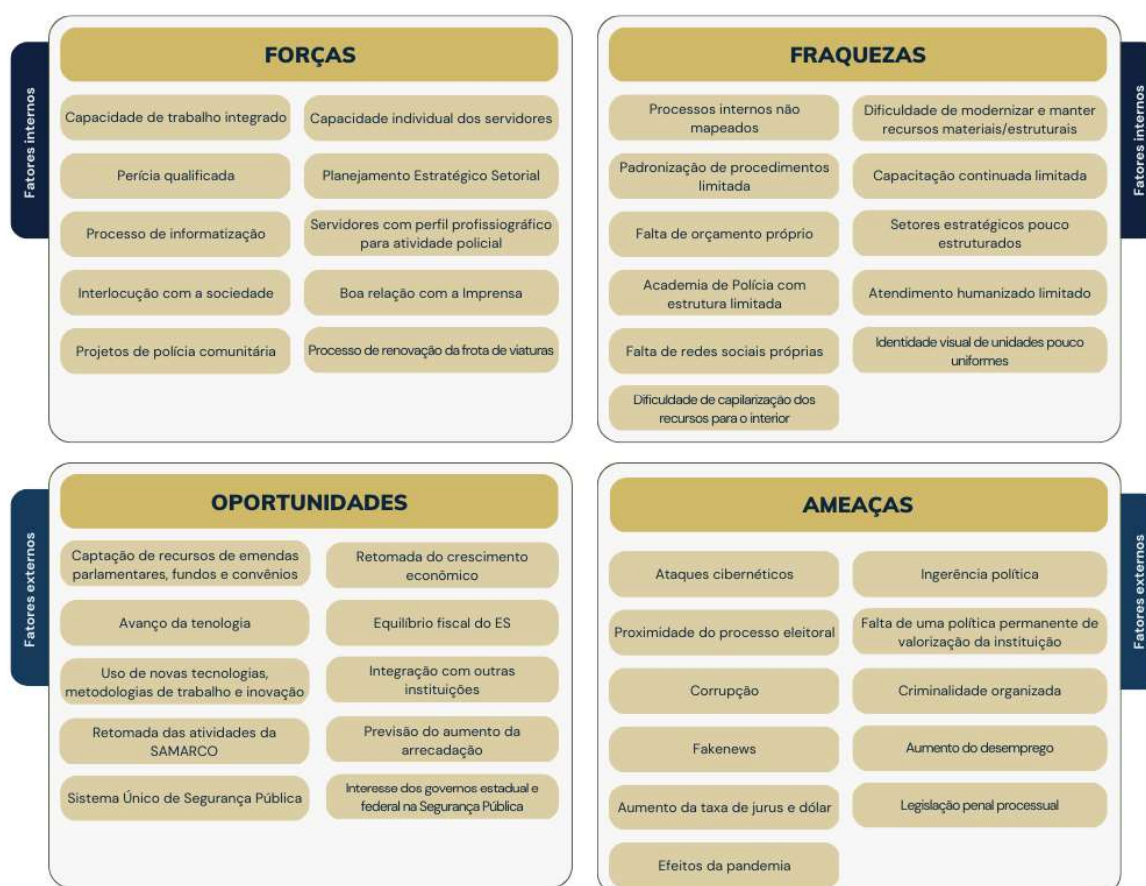 Fatores internos
FORÇAS
Capacidade de trabalho integrado
Capacidade individual dos servidores
Perícia qualificada
Planejamento Estratégico Setorial
Processo de informatização
Servidores com perfil profissiográfico
para atividade policial
Interlocução com a sociedade
Boa relação com a Imprensa
Projetos de polícia comunitária
Processo de renovação da frota de viaturas
FRAQUEZAS
Processos internos não
mapeados
Dificuldade de modernizar e manter
recursos materiais/estruturais
Padronização de procedimentos
limitada
Capacitação continuada limitada
Falta de orçamento próprio
Setores estratégicos pouco
estruturados
Academia de Polícia com
estrutura limitada
Atendimento humanizado limitado
Falta de redes sociais próprias
Identidade visual de unidades pouco
uniformes
Dificuldade de capilarização dos
recursos para o interior
Fatores internos
Fatores externos
OPORTUNIDADES
Captação de recursos de emendas
parlamentares, fundos e convênios
Retomada do crescimento
econômico
Avanço da tenologia
Equilíbrio fiscal do ES
Uso de novas tecnologias,
metodologias de trabalho e inovação
Integração com outras
instituições
Retomada das atividades da
SAMARCO
Previsão do aumento da
arrecadação
Sistema Único de Segurança Pública
Interesse dos governos estadual e
federal na Segurança Pública
AMEAÇAS
Ataques cibernéticos
Ingerência política
Proximidade do processo eleitoral
Falta de uma política permanente de
valorização da instituição
Corrupção
Criminalidade organizada
Fakenews
Aumento do desemprego
Aumento da taxa de jurus e dólar
Legislação penal processual
Efeitos da pandemia
Fatores externos